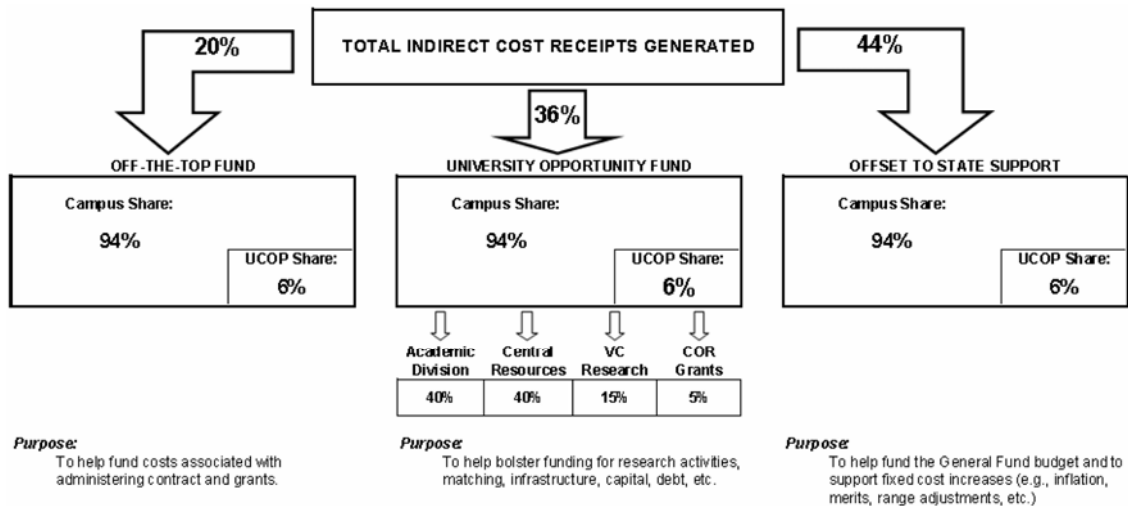 TOTAL INDIRECT COST RECEIPTS GENERATED
20%
36%
44%
OFF-THE-TOP FUND
Campus Share:
94%
UCOP Share:
6%
UNIVERSITY OPPORTUNITY FUND
Campus Share:
94%
UCOP Share:
6%
OFFSET TO STATE SUPPORT
Campus Share:
94%
UCOP Share:
6%
Academic
Division
40%
Central
Resources
40%
VC
Research
15%
COR
Grants
5%
Purpose:
To help fund costs associated with
administering contract and grants.
Purpose:
To help bolster funding for research activities,
matching, infrastructure, capital, debt, etc.
Purpose:
To help fund the General Fund budget and to
support fixed cost increases (e.g., inflation,
merits, range adjustments, etc.)